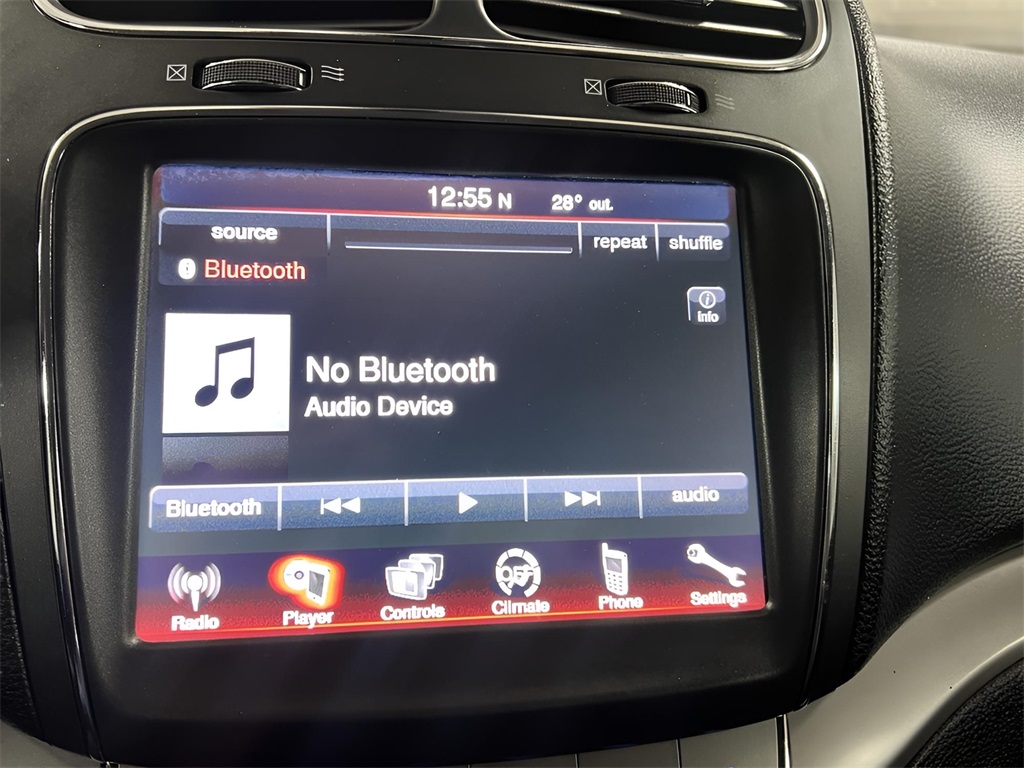 12:55 N 28° out.
source repeat shuffle
Bluetooth
info
No Bluetooth
Audio Device
Bluetooth audio
OFF
Radio Player Controls Climate Phone Settings